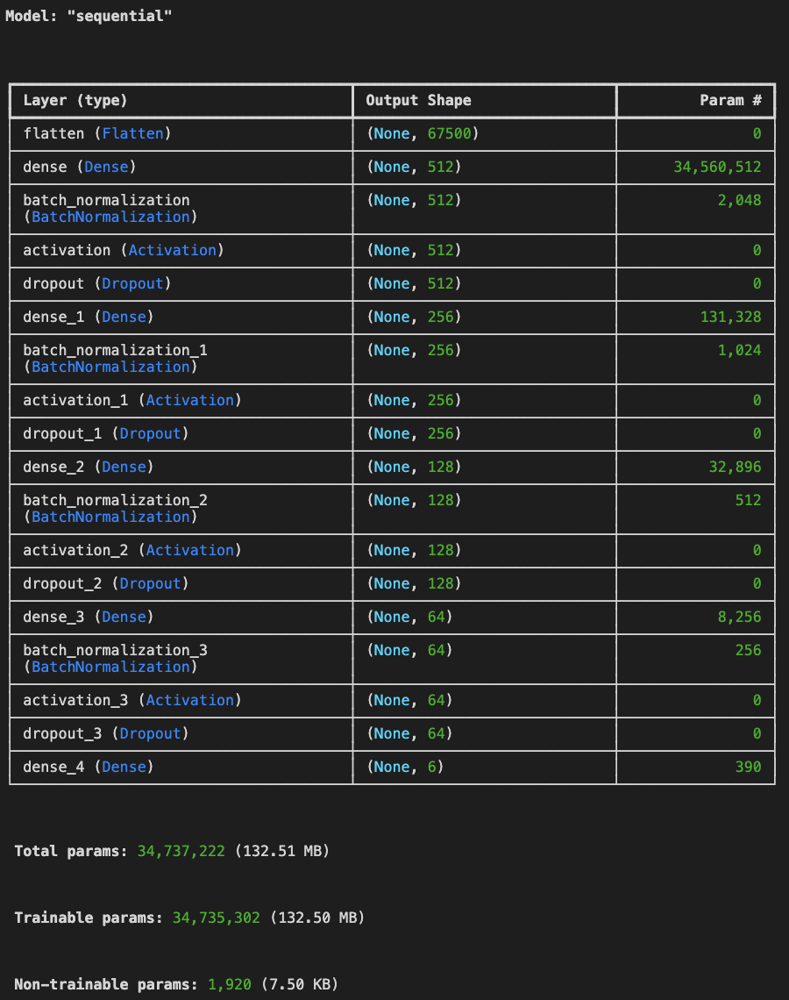 Model: "sequential"
Layer (type) Output Shape Param #
flatten (Flatten) (None, 67500) 0
dense (Dense) (None, 512) 34,560,512
batch_normalization (None, 512) 2,048
(BatchNormalization)
activation (Activation) (None, 512) 0
dropout (Dropout) (None, 512) 0
dense_1 (Dense) (None, 256) 131,328
batch_normalization_1 (None, 256) 1,024
(BatchNormalization)
activation_1 (Activation) (None, 256) 0
dropout_1 (Dropout) (None, 256) 0
dense_2 (Dense) (None, 128) 32,896
batch_normalization_2 (None, 128) 512
(BatchNormalization)
activation_2 (Activation) (None, 128) 0
dropout_2 (Dropout) (None, 128) 0
dense_3 (Dense) (None, 64) 8,256
batch_normalization_3 (None, 64) 256
(BatchNormalization)
activation_3 (Activation) (None, 64) 0
dropout_3 (Dropout) (None, 64) 0
dense_4 (Dense) (None, 6) 390
Total params: 34,737,222 (132.51 MB)
Trainable params: 34,735,302 (132.50 MB)
Non-trainable params: 1,920 (7.50 KB)